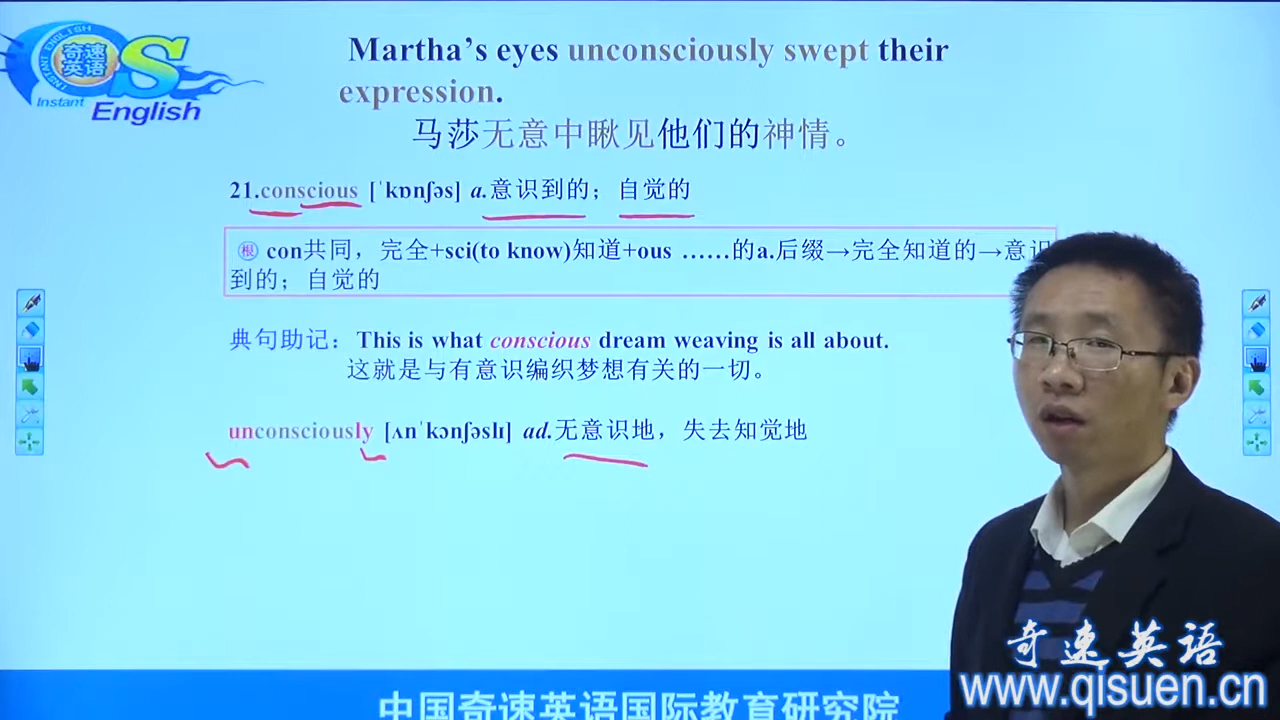 INSTANT ENGLISH
奇速
英语
S
Instant
English
Martha's eyes unconsciously swept their
expression.
马莎无意中瞅见他们的神情。
21.conscious [ˈkɒnʃəs] a.意识到的；自觉的
根 con共同，完全+sci(to know)知道+ous ……的a.后缀→完全知道的→意识
到的；自觉的
典句助记：This is what conscious dream weaving is all about.
这就是与有意识编织梦想有关的一切。
unconsciously [ʌnˈkɔnʃəslɪ] ad.无意识地，失去知觉地
奇速英语
www.qisuen.cn
中国奇速英语国际教育研究院